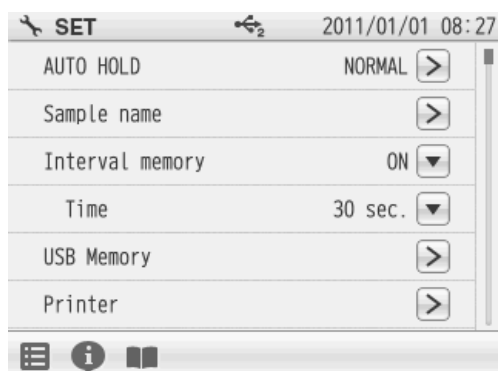 SET 2 2011/01/01 08:27
AUTO HOLD NORMAL
Sample name
Interval memory ON
Time 30 sec.
USB Memory
Printer